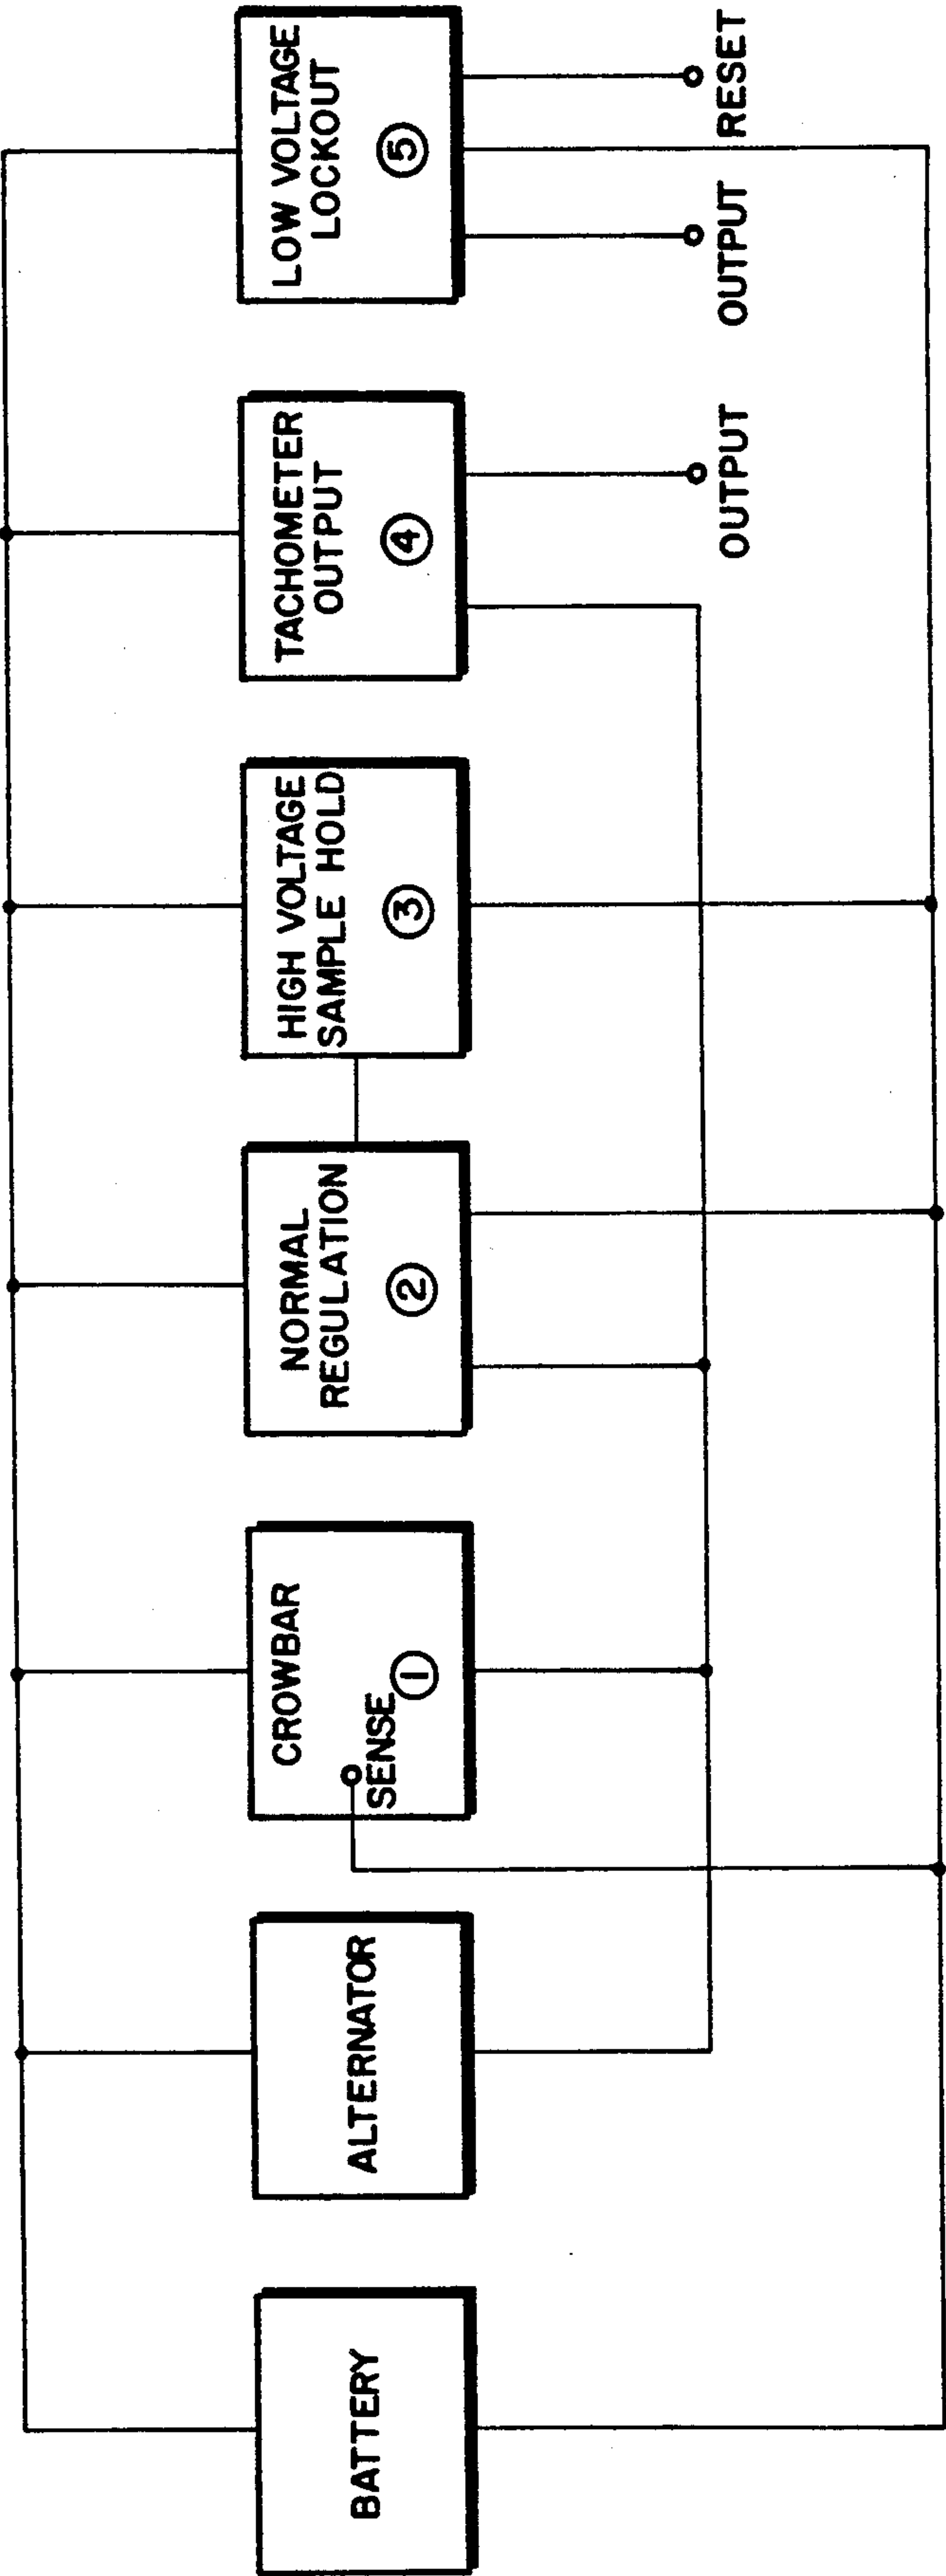 BATTERY
ALTERNATOR
CROWBAR
SENSE
1
NORMAL
REGULATION
2
HIGH VOLTAGE
SAMPLE HOLD
3
TACHOMETER
OUTPUT
4
OUTPUT
LOW VOLTAGE
LOCKOUT
5
OUTPUT
RESET